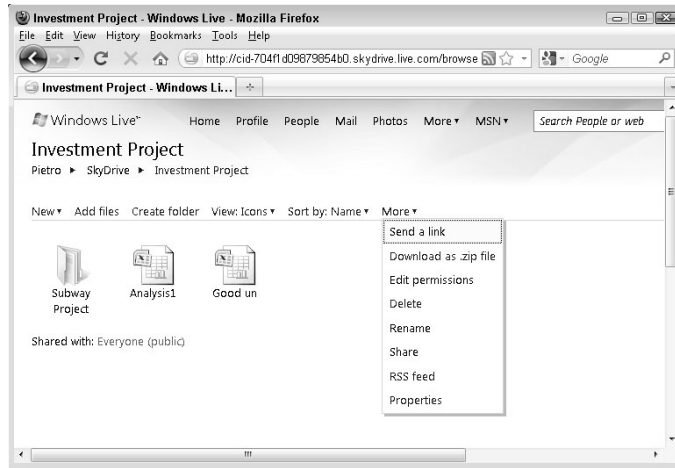 Investment Project - Windows Live - Mozilla Firefox
File Edit View History Bookmarks Tools Help
http://cid-704f1d09879854b0.skydrive.live.com/browse Google
Investment Project - Windows Li...
Windows Live™ Home Profile People Mail Photos More MSN Search People or web
Investment Project
Pietro SkyDrive Investment Project
New Add files Create folder View: Icons Sort by: Name More
Send a link
Download as .zip file
Edit permissions
Delete
Rename
Share
RSS feed
Properties
Subway Project
Analysis1
Good un
Shared with: Everyone (public)